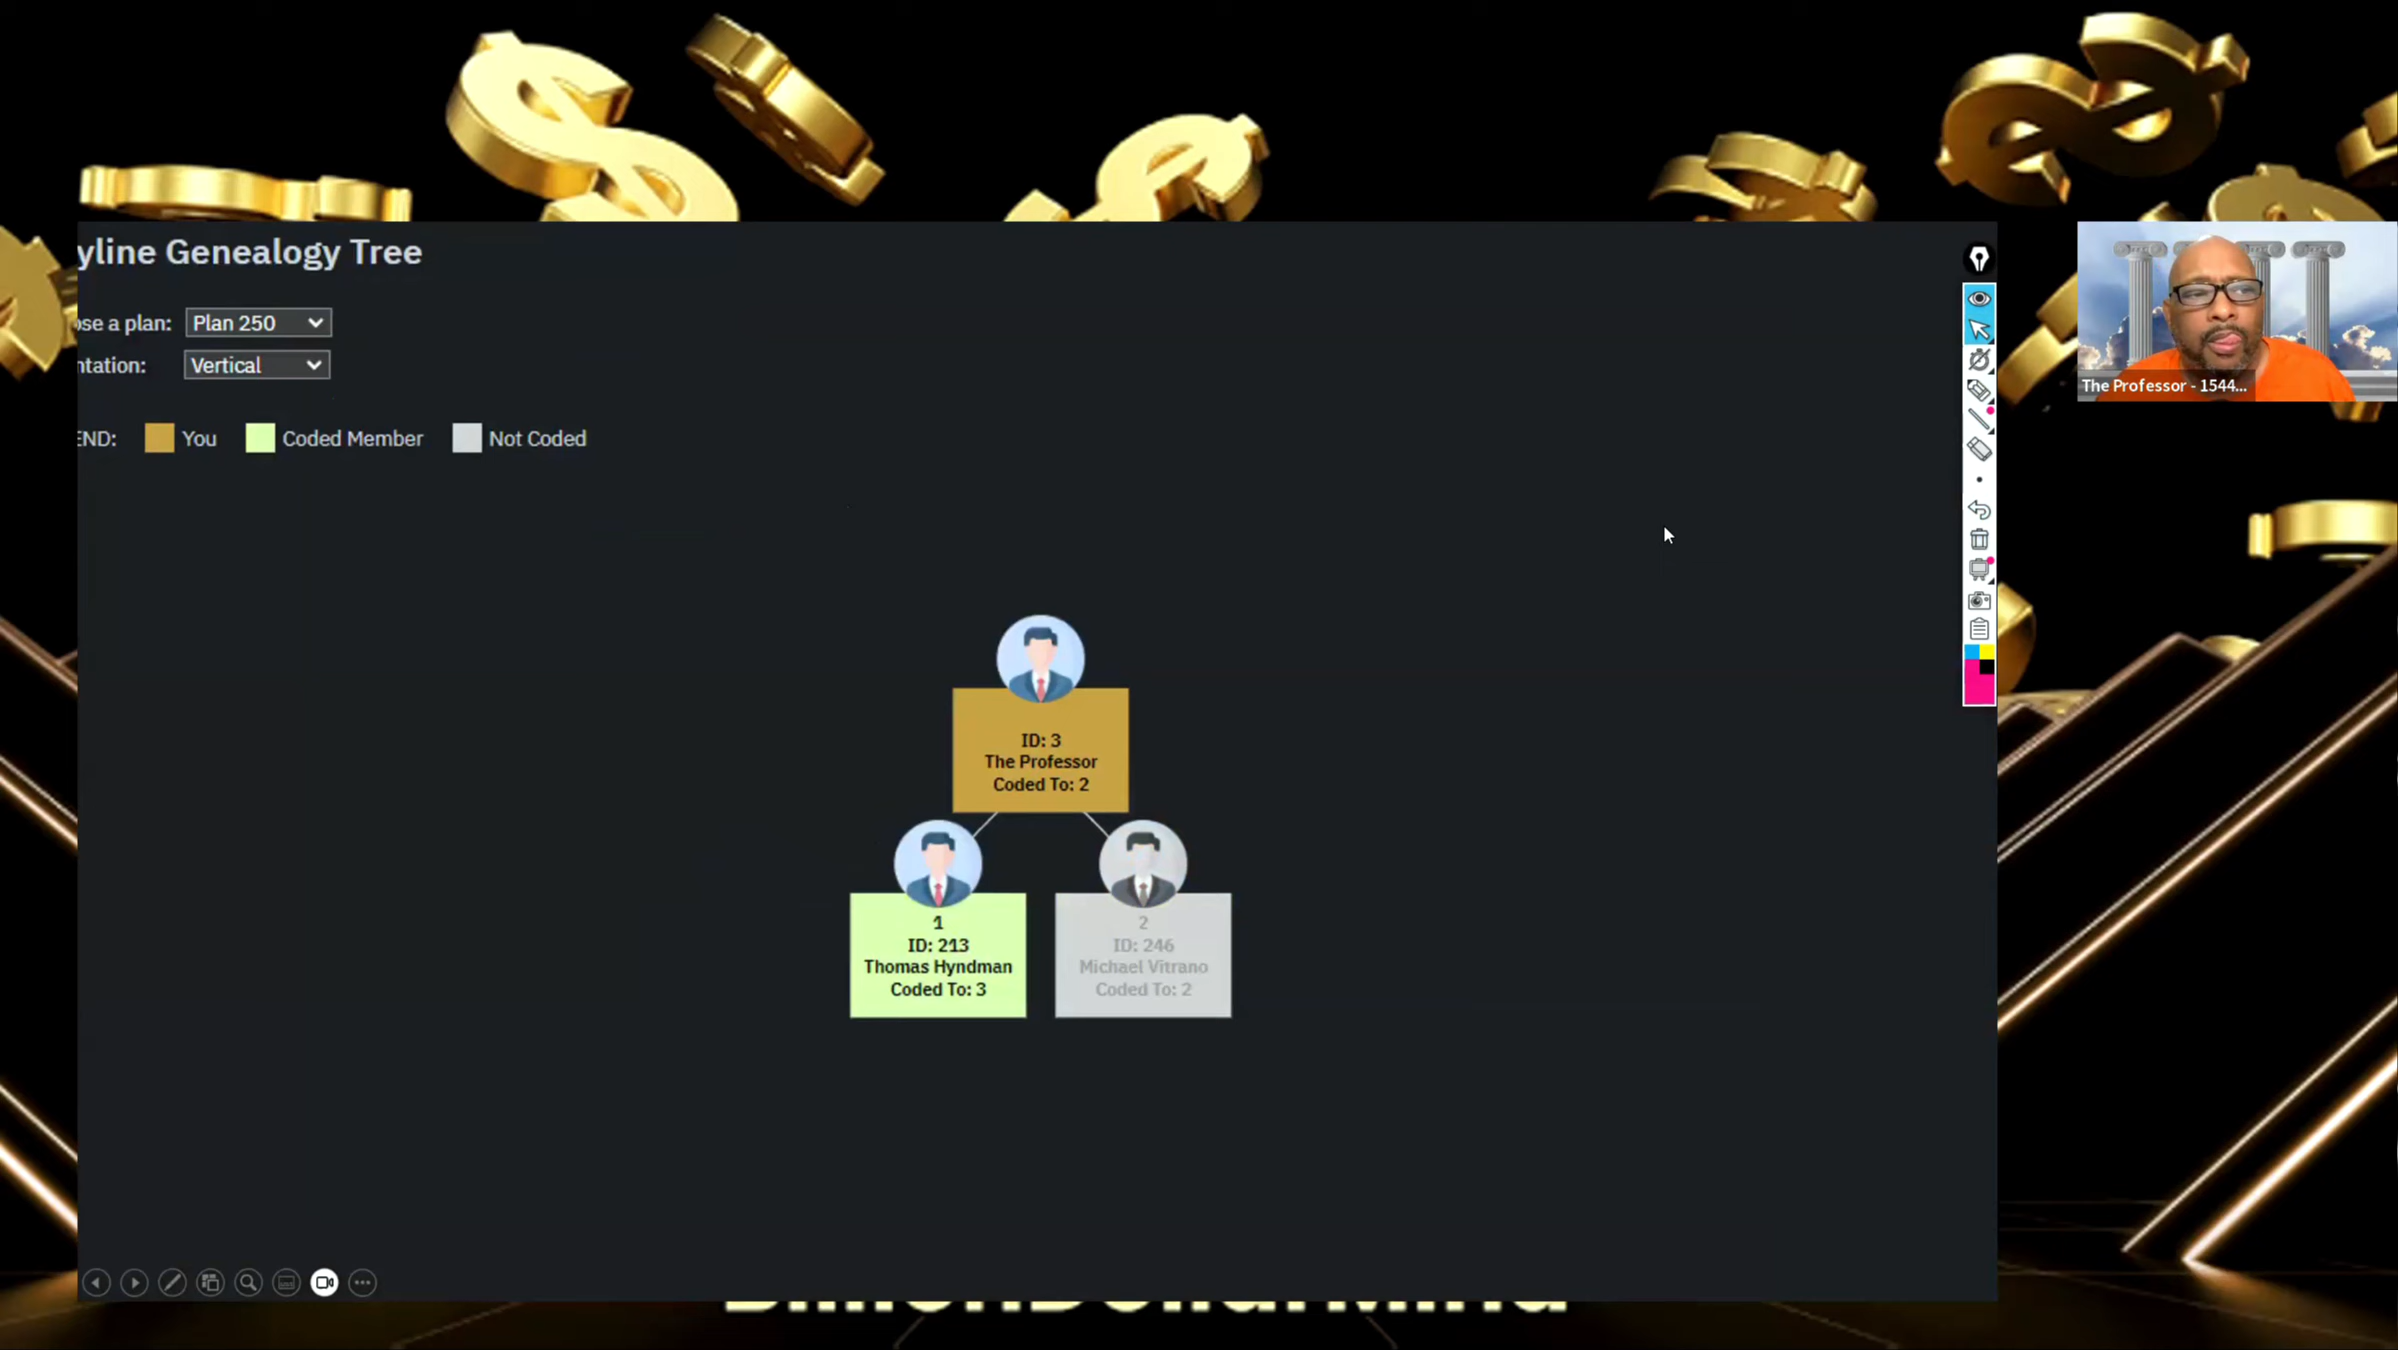 yline Genealogy Tree
ose a plan: Plan 250
ntation: Vertical
END: You Coded Member Not Coded
The Professor - 1544...
ID: 3
The Professor
Coded To: 2
1
ID: 213
Thomas Hyndman
Coded To: 3
2
ID: 246
Michael Vitrano
Coded To: 2